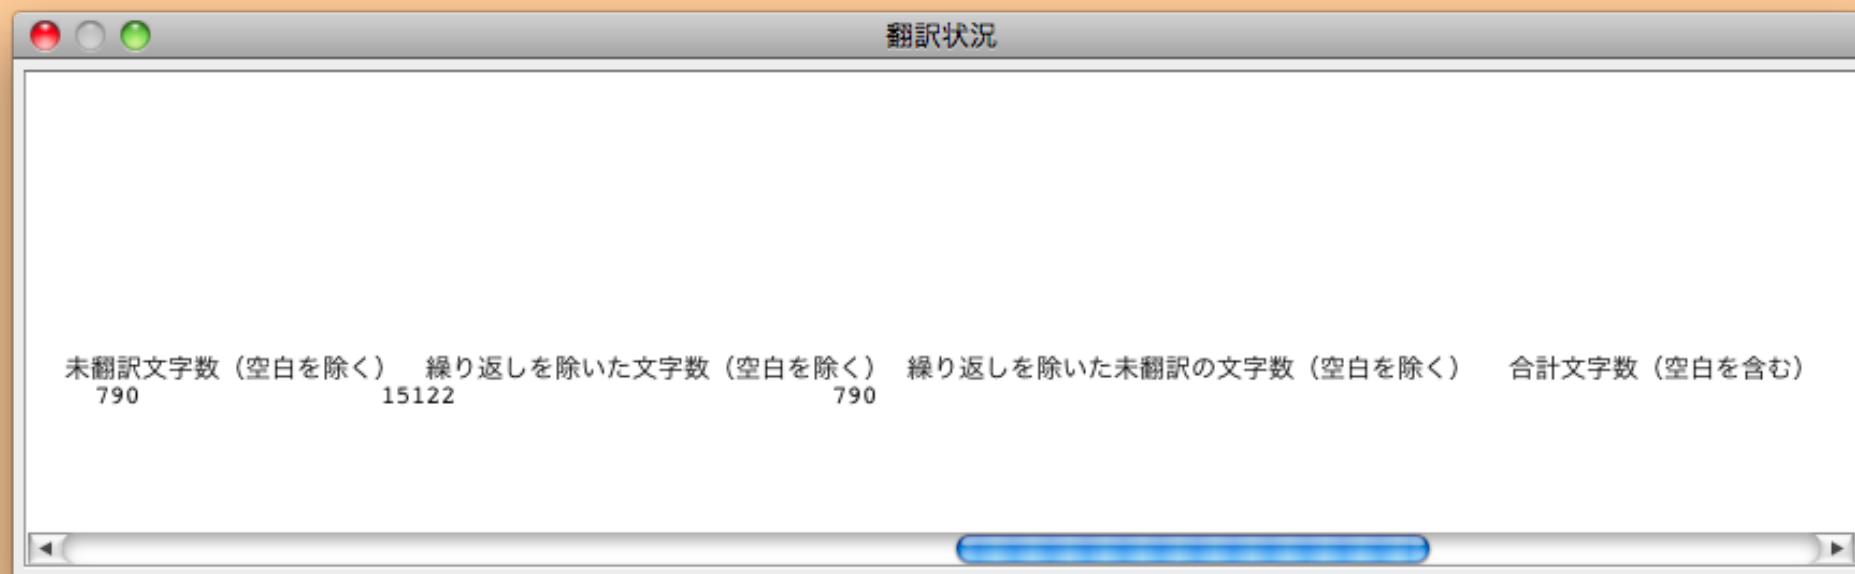 翻訳状況
未翻訳文字数（空白を除く） 繰り返しを除いた文字数（空白を除く） 繰り返しを除いた未翻訳の文字数（空白を除く） 合計文字数（空白を含む）
790 15122 790